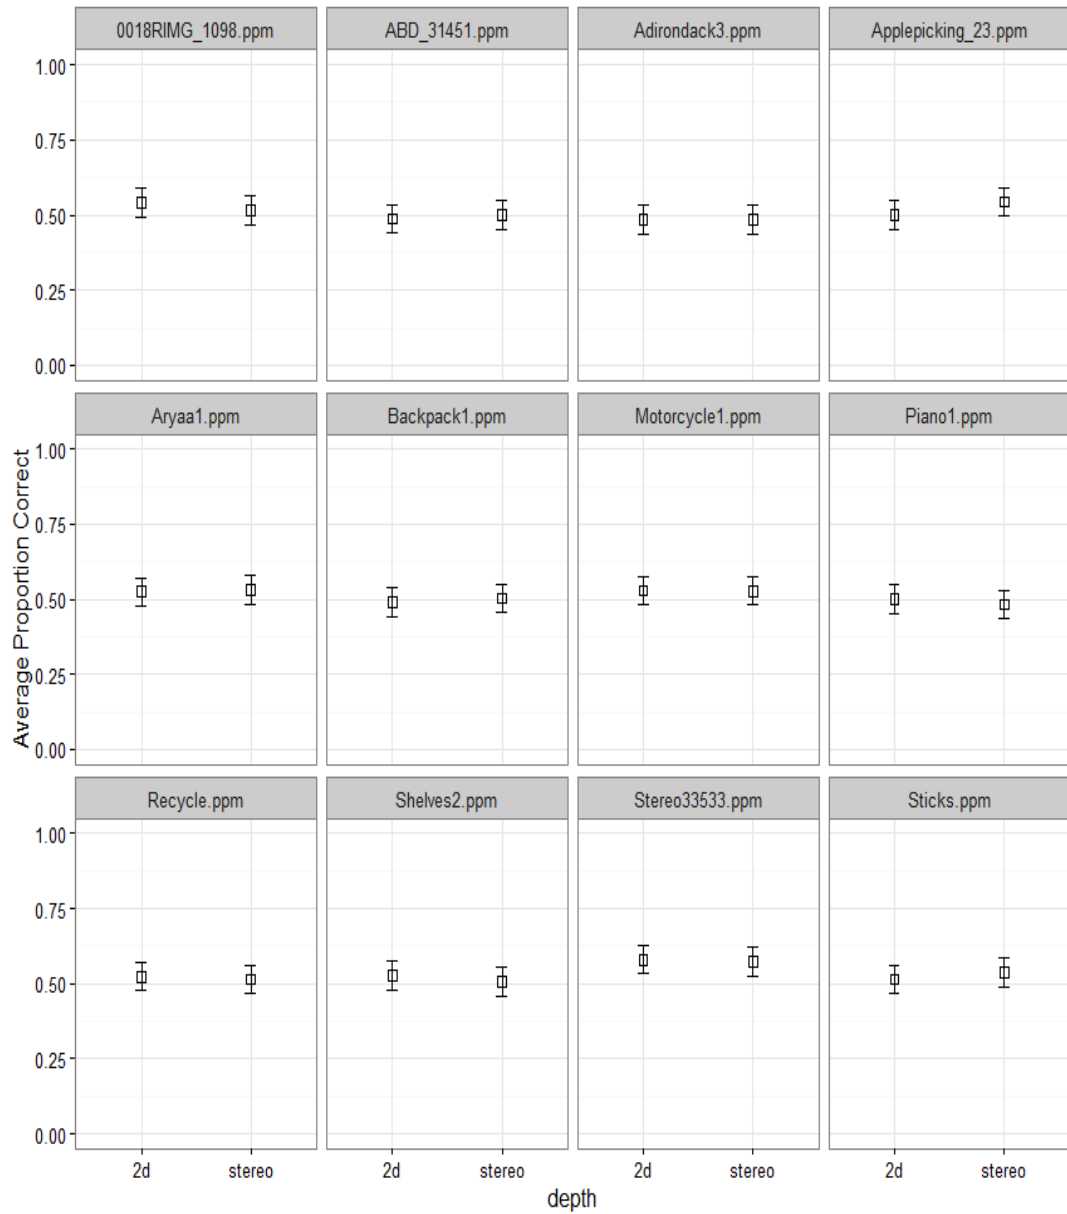 0018RIMG_1098.ppm
ABD_31451.ppm
Adirondack3.ppm
Applepicking_23.ppm
1.00
0.75
0.50
0.25
0.00
Aryaa1.ppm
Backpack1.ppm
Motorcycle1.ppm
Piano1.ppm
Average Proportion Correct
1.00
0.75
0.50
0.25
0.00
Recycle.ppm
Shelves2.ppm
Stereo33533.ppm
Sticks.ppm
1.00
0.75
0.50
0.25
0.00
2d
stereo
2d
stereo
2d
stereo
2d
stereo
depth